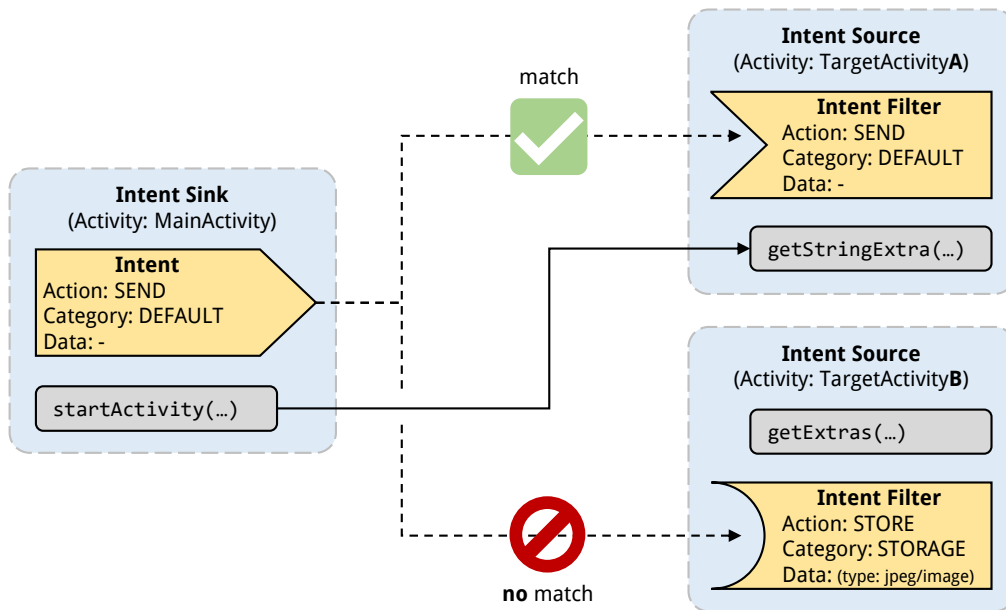 Intent Sink
(Activity: MainActivity)
Intent
Action: SEND
Category: DEFAULT
Data: -
startActivity(…)
match
no match
Intent Source
(Activity: TargetActivityA)
Intent Filter
Action: SEND
Category: DEFAULT
Data: -
getStringExtra(…)
Intent Source
(Activity: TargetActivityB)
getExtras(…)
Intent Filter
Action: STORE
Category: STORAGE
Data: (type: jpeg/image)